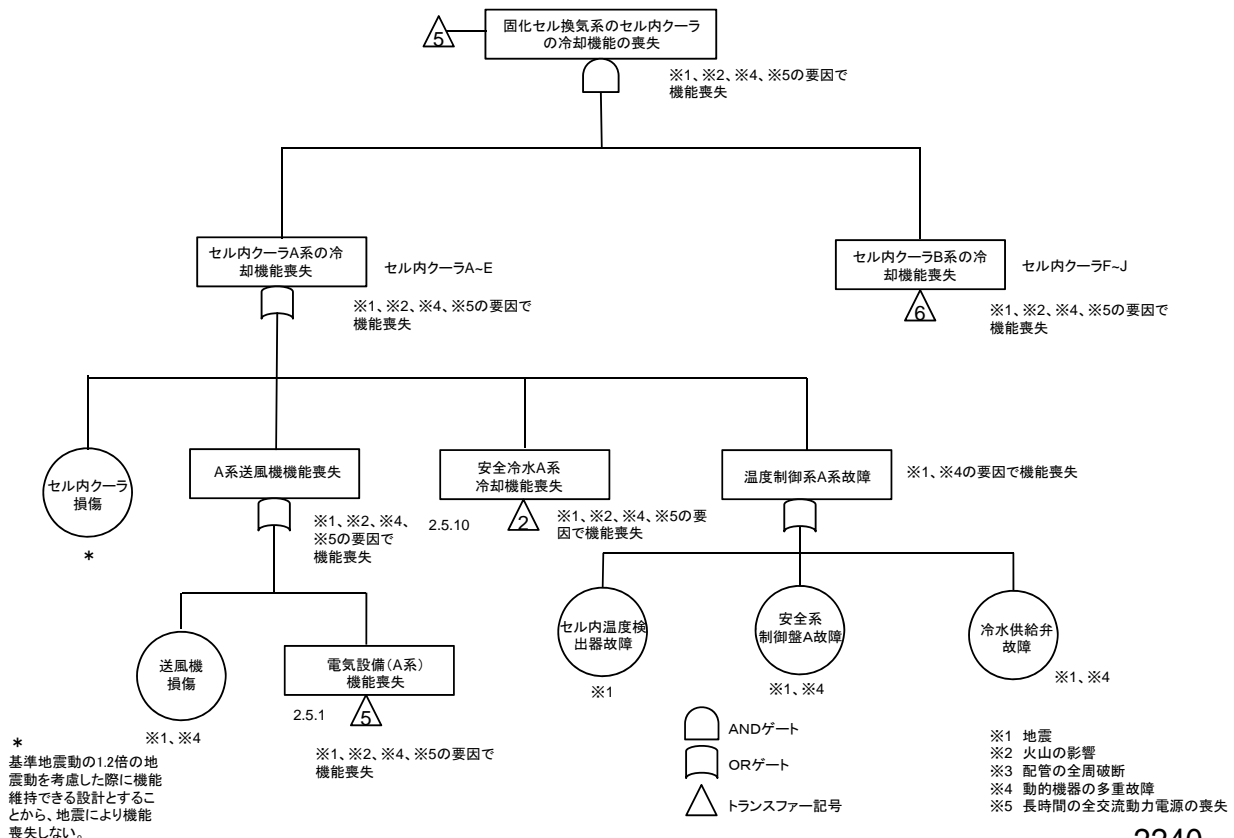 5
固化セル換気系のセル内クーラ
の冷却機能の喪失
※1、※2、※4、※5の要因で
機能喪失
セル内クーラA系の冷
却機能喪失
セル内クーラA~E
※1、※2、※4、※5の要因で
機能喪失
セル内クーラB系の冷
却機能喪失
セル内クーラF~J
6
※1、※2、※4、※5の要因で
機能喪失
セル内クーラ
損傷
*
A系送風機機能喪失
※1、※2、※4、
※5の要因で
機能喪失
安全冷水A系
冷却機能喪失
2.5.10
2
※1、※2、※4、※5の要
因で機能喪失
温度制御系A系故障
※1、※4の要因で機能喪失
送風機
損傷
※1、※4
電気設備(A系)
機能喪失
2.5.1
5
※1、※2、※4、※5の要因で
機能喪失
セル内温度検
出器故障
※1
安全系
制御盤A故障
※1、※4
冷水供給弁
故障
※1、※4
*
基準地震動の1.2倍の地
震動を考慮した際に機能
維持できる設計とするこ
とから、地震により機能
喪失しない。
ANDゲート
ORゲート
トランスファー記号
※1 地震
※2 火山の影響
※3 配管の全周破断
※4 動的機器の多重故障
※5 長時間の全交流動力電源の喪失
2240